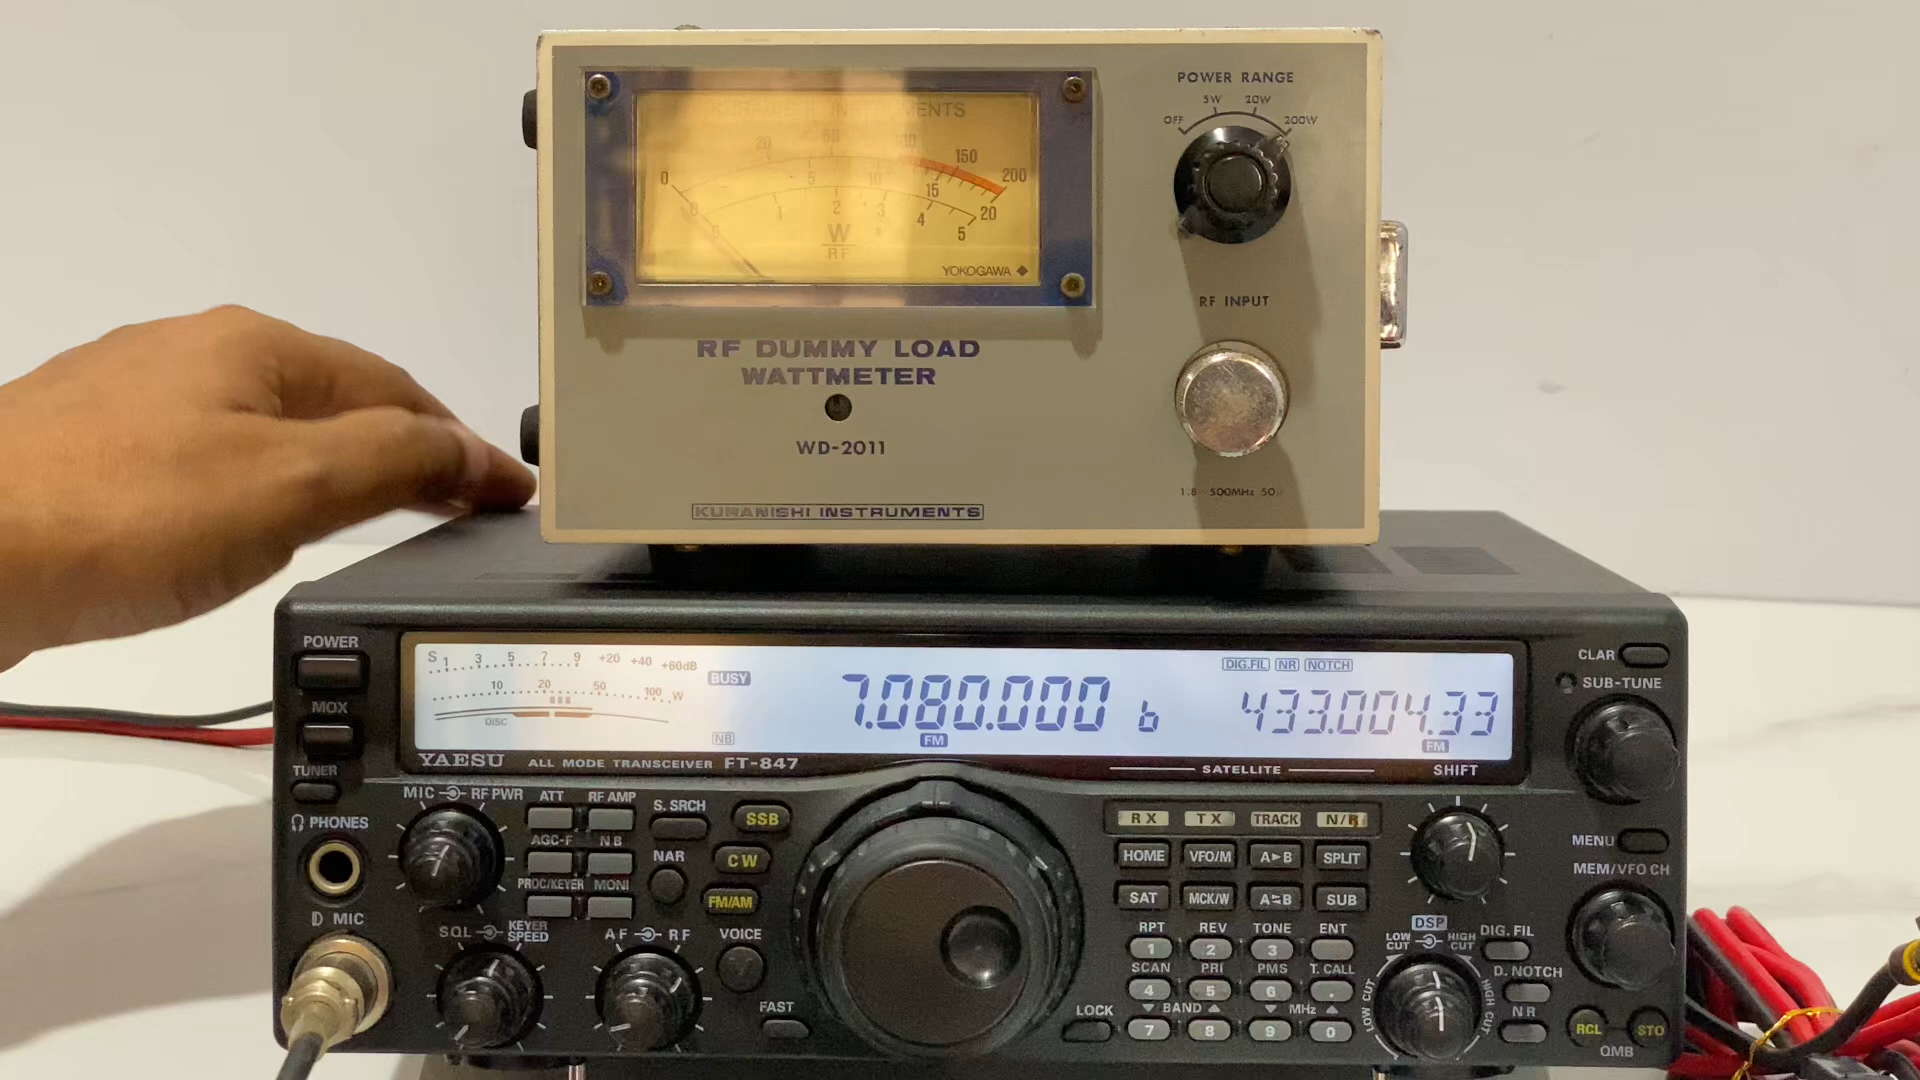 POWER RANGE
OFF 5W 20W 200W
20 50 100 150 200
0 5 10 15 20
0 1 2 3 4 5
W
RF
YOKOGAWA
RF INPUT
RF DUMMY LOAD
WATTMETER
WD-2011
KURANISHI INSTRUMENTS
500MHz
POWER
MOX
TUNER
PHONES
MIC
S 1 3 5 7 9 +20 +40 +60dB
10 20 50 100 W
DISC
BUSY
NB
7.080.000 b
FM
DIG.FIL NR NOTCH
433.004.33
FM
YAESU ALL MODE TRANSCEIVER FT-847
SATELLITE
SHIFT
CLAR
SUB-TUNE
MIC RF PWR
ATT RF AMP
AGC-F NB
PROC/KEYER MONI
S. SRCH
NAR
SSB
CW
FM/AM
VOICE
FAST
SQL KEYER SPEED
AF RF
RX TX TRACK N/R
HOME VFO/M A►B SPLIT
SAT MCK/W A⇆B SUB
RPT REV TONE ENT
1 2 3
SCAN PRI PMS T. CALL
4 5 6 .
▼ BAND ▲ ▼ MHz ▲
LOCK
7 8 9 0
MENU
MEM/VFO CH
DSP
LOW CUT HIGH CUT
LOW CUT HIGH CUT
DIG. FIL
D. NOTCH
NR
RCL STO
QMB